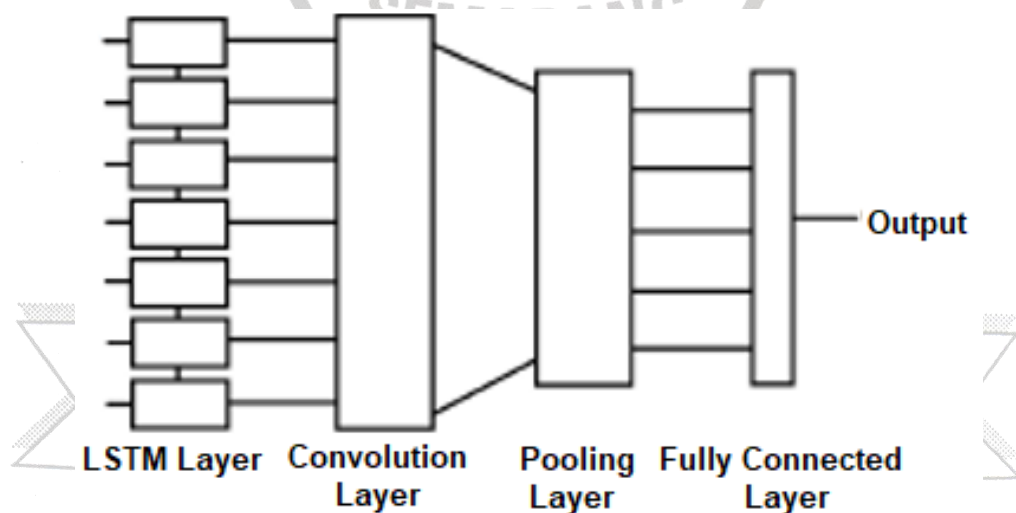 Output
LSTM Layer
Convolution
Layer
Pooling
Layer
Fully Connected
Layer